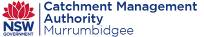 NSW
GOVERNMENT
Catchment Management
Authority
Murrumbidgee